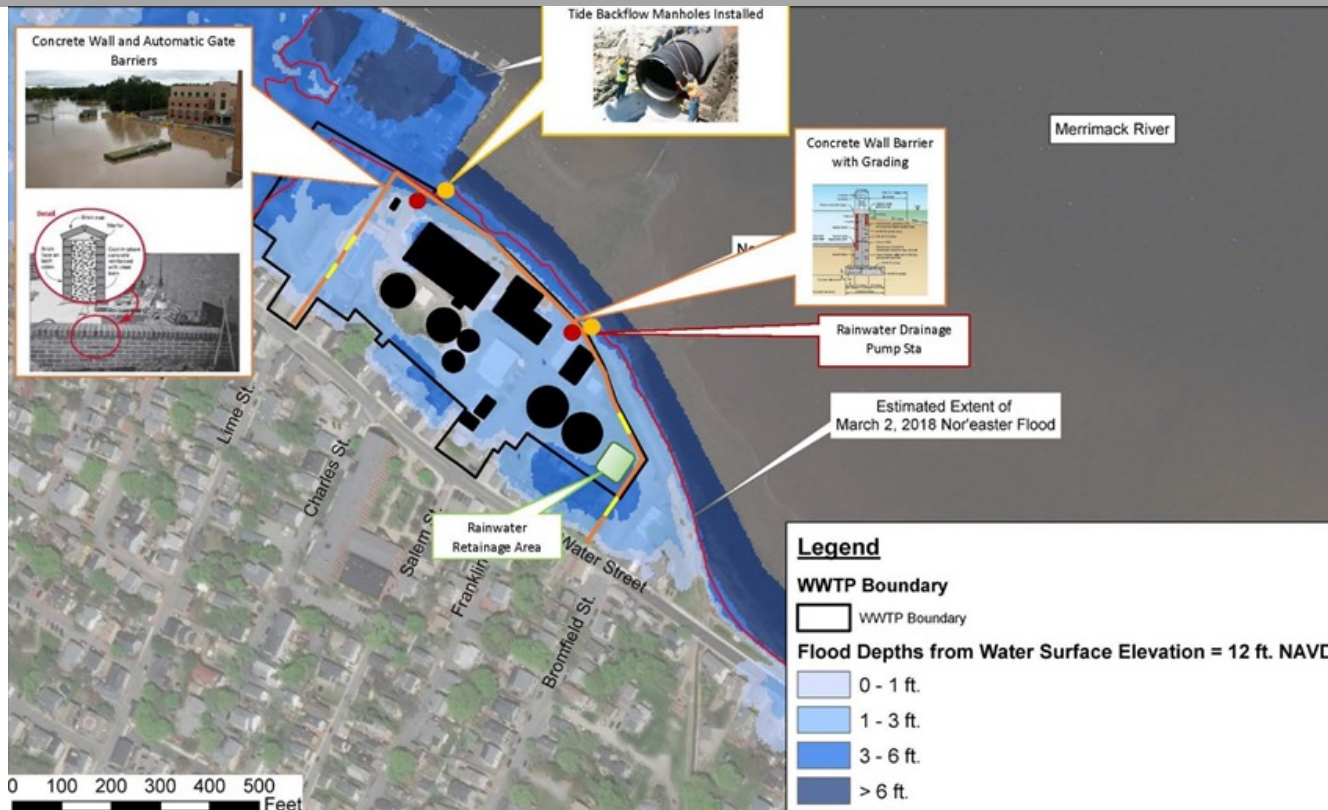 Concrete Wall and Automatic Gate
Barriers
Detail
Tide Backflow Manholes Installed
Merrimack River
Concrete Wall Barrier
with Grading
Rainwater Drainage
Pump Sta
Estimated Extent of
March 2, 2018 Nor'easter Flood
Lime St.
Charles St.
Salem St.
Franklin
Water Street
Bromfield St.
Rainwater
Retainage Area
Legend
WWTP Boundary
WWTP Boundary
Flood Depths from Water Surface Elevation = 12 ft. NAVD
0 - 1 ft.
1 - 3 ft.
3 - 6 ft.
> 6 ft.
0 100 200 300 400 500
Feet